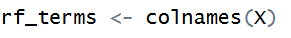 rf_terms <- colnames(X)